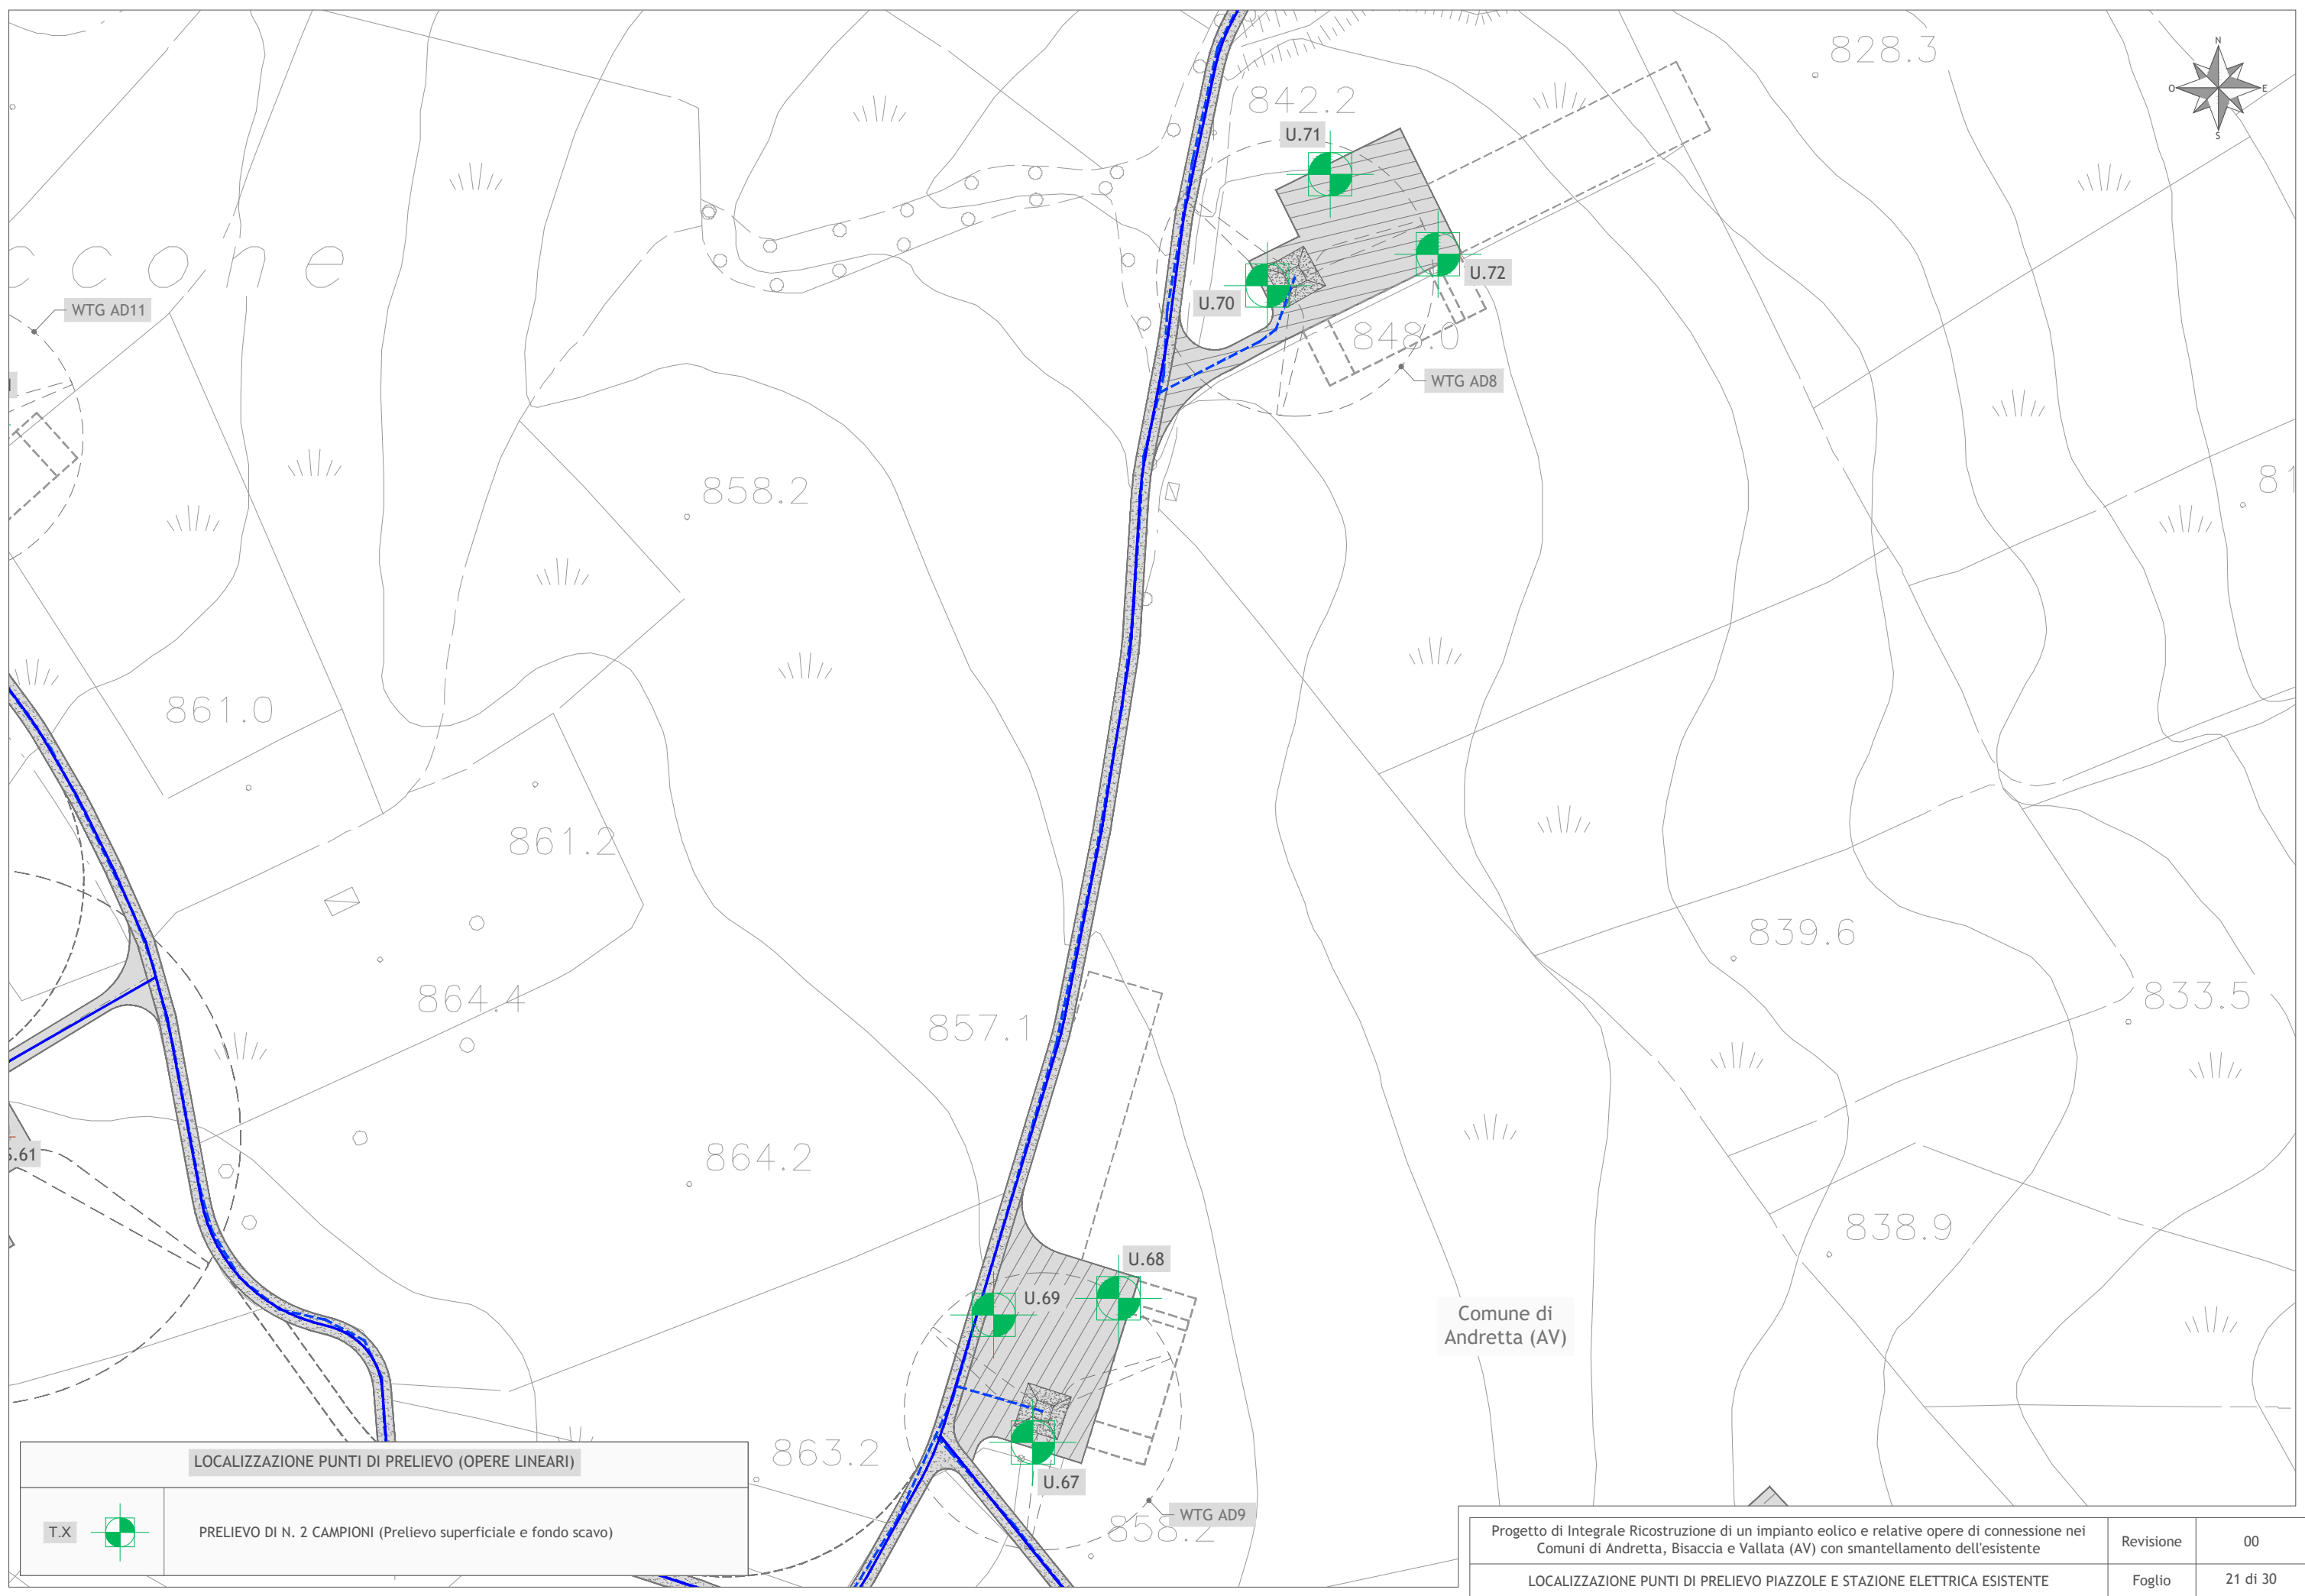 828.3
N
O
E
S
842.2
U.71
c c o n e
U.72
WTG AD11
U.70
848.0
WTG AD8
858.2
81
861.0
861.2
839.6
864.4
833.5
857.1
.61
864.2
838.9
U.68
U.69
Comune di
Andretta (AV)
863.2
U.67
WTG AD9
858.2
LOCALIZZAZIONE PUNTI DI PRELIEVO (OPERE LINEARI)
T.X
PRELIEVO DI N. 2 CAMPIONI (Prelievo superficiale e fondo scavo)
Progetto di Integrale Ricostruzione di un impianto eolico e relative opere di connessione nei
Comuni di Andretta, Bisaccia e Vallata (AV) con smantellamento dell'esistente
Revisione
00
LOCALIZZAZIONE PUNTI DI PRELIEVO PIAZZOLE E STAZIONE ELETTRICA ESISTENTE
Foglio
21 di 30